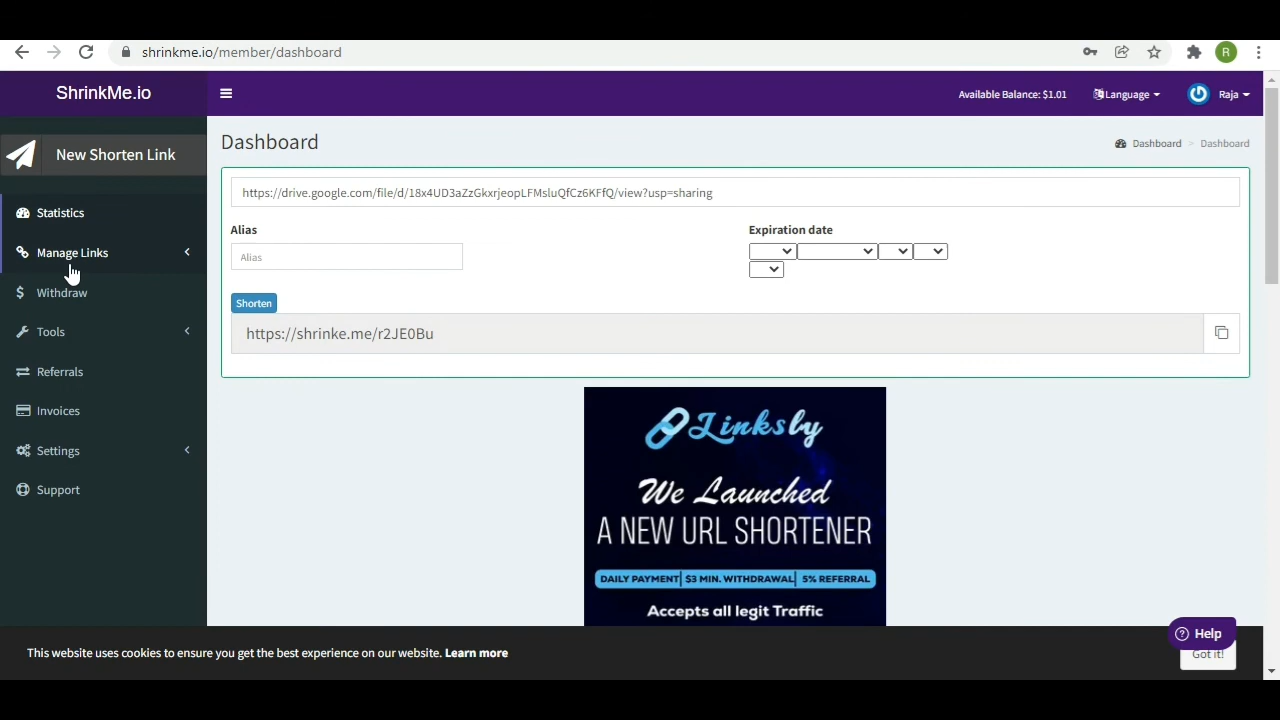 shrinkme.io/member/dashboard
R
ShrinkMe.io
Available Balance: $1.01
Language
Raja
New Shorten Link
Dashboard
Dashboard > Dashboard
Statistics
Manage Links
Withdraw
Tools
Referrals
Invoices
Settings
Support
https://drive.google.com/file/d/18x4UD3aZzGkxrjeopLFMsluQfCz6KFfQ/view?usp=sharing
Alias
Expiration date
Alias
Shorten
https://shrinke.me/r2JE0Bu
Linksly
We Launched
A NEW URL SHORTENER
DAILY PAYMENT| $3 MIN. WITHDRAWAL| 5% REFERRAL
Accepts all legit Traffic
Help
This website uses cookies to ensure you get the best experience on our website. Learn more
Got it!